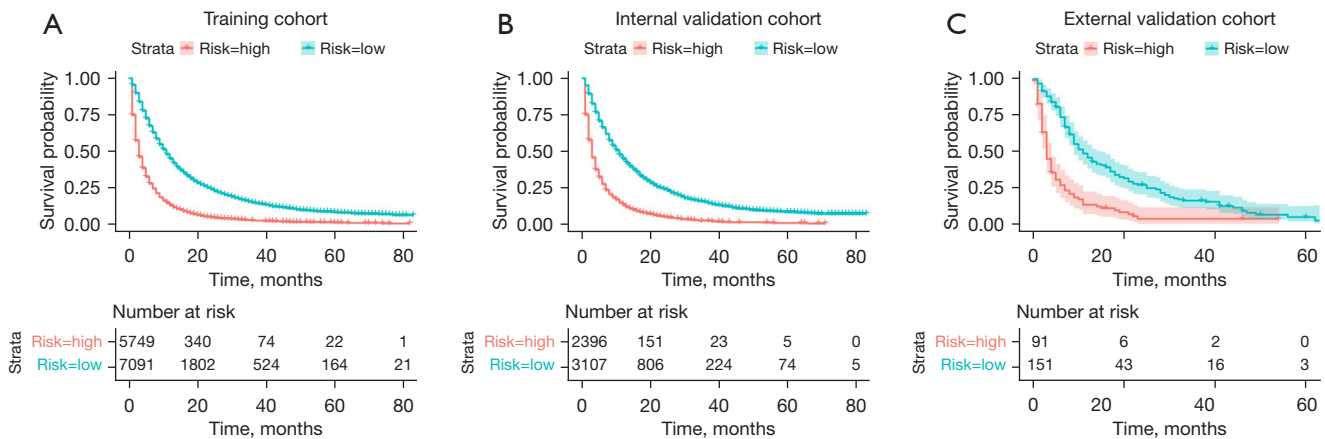 A
Training cohort
Strata Risk=high Risk=low
Survival probability
1.00
0.75
0.50
0.25
0.00
0 20 40 60 80
Time, months
Number at risk
Strata
Risk=high 5749 340 74 22 1
Risk=low 7091 1802 524 164 21
0 20 40 60 80
Time, months
B
Internal validation cohort
Strata Risk=high Risk=low
Survival probability
1.00
0.75
0.50
0.25
0.00
0 20 40 60 80
Time, months
Number at risk
Strata
Risk=high 2396 151 23 5 0
Risk=low 3107 806 224 74 5
0 20 40 60 80
Time, months
C
External validation cohort
Strata Risk=high Risk=low
Survival probability
1.00
0.75
0.50
0.25
0.00
0 20 40 60
Time, months
Number at risk
Strata
Risk=high 91 6 2 0
Risk=low 151 43 16 3
0 20 40 60
Time, months